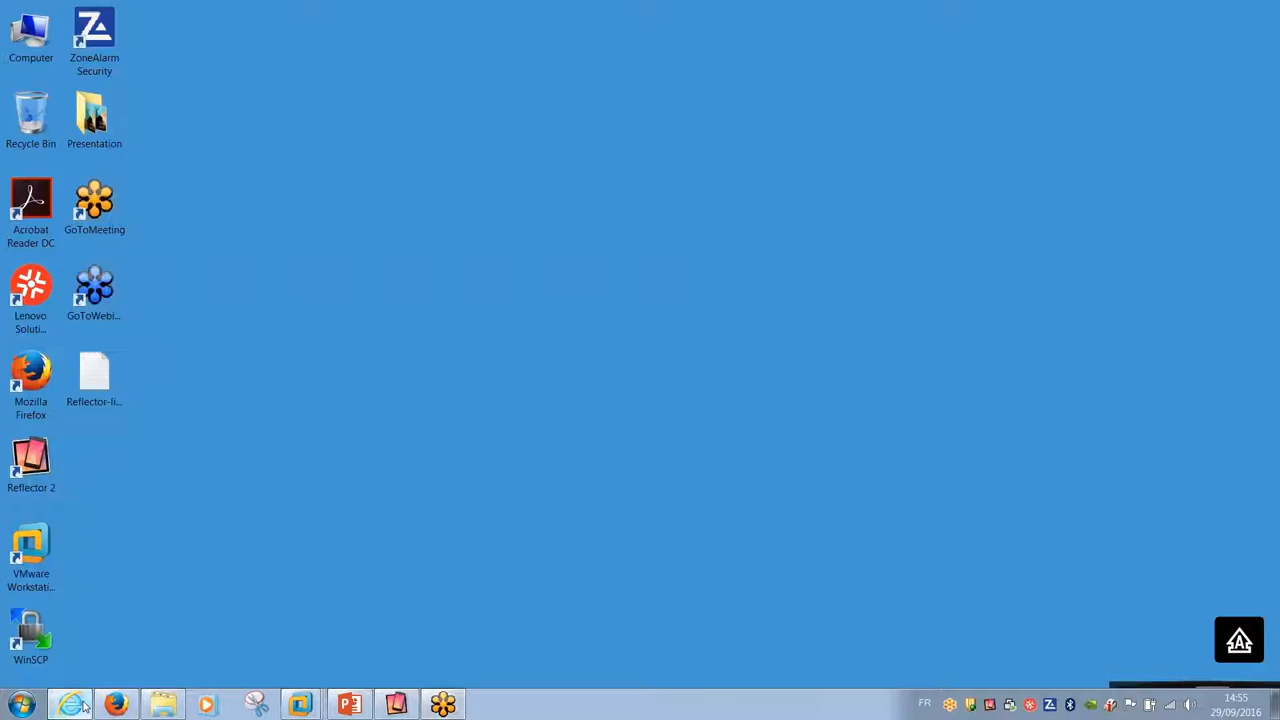 Computer
ZoneAlarm
Security
Recycle Bin
Presentation
Acrobat
Reader DC
GoToMeeting
Lenovo
Soluti...
GoToWebi...
Mozilla
Firefox
Reflector-li...
Reflector 2
VMware
Workstati...
WinSCP
FR
14:55
29/09/2016